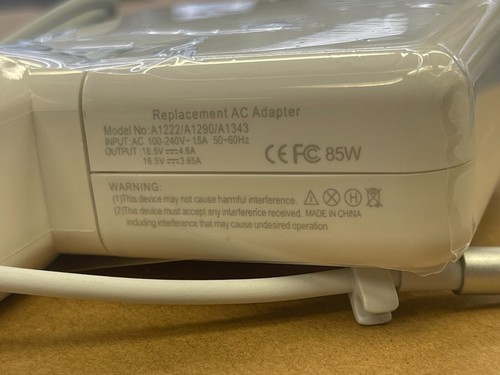 Replacement AC Adapter
Model No:A1222/A1290/A1343
INPUT:AC 100-240V~1.5A 50-60Hz
OUTPUT :18.5V⎓4.6A
16.5V⎓3.65A
CE FC 85W
WARNING:
(1)This device may not cause harmful interference.
(2)This device must accept any interference received, MADE IN CHINA
including interference that may cause undesired operation